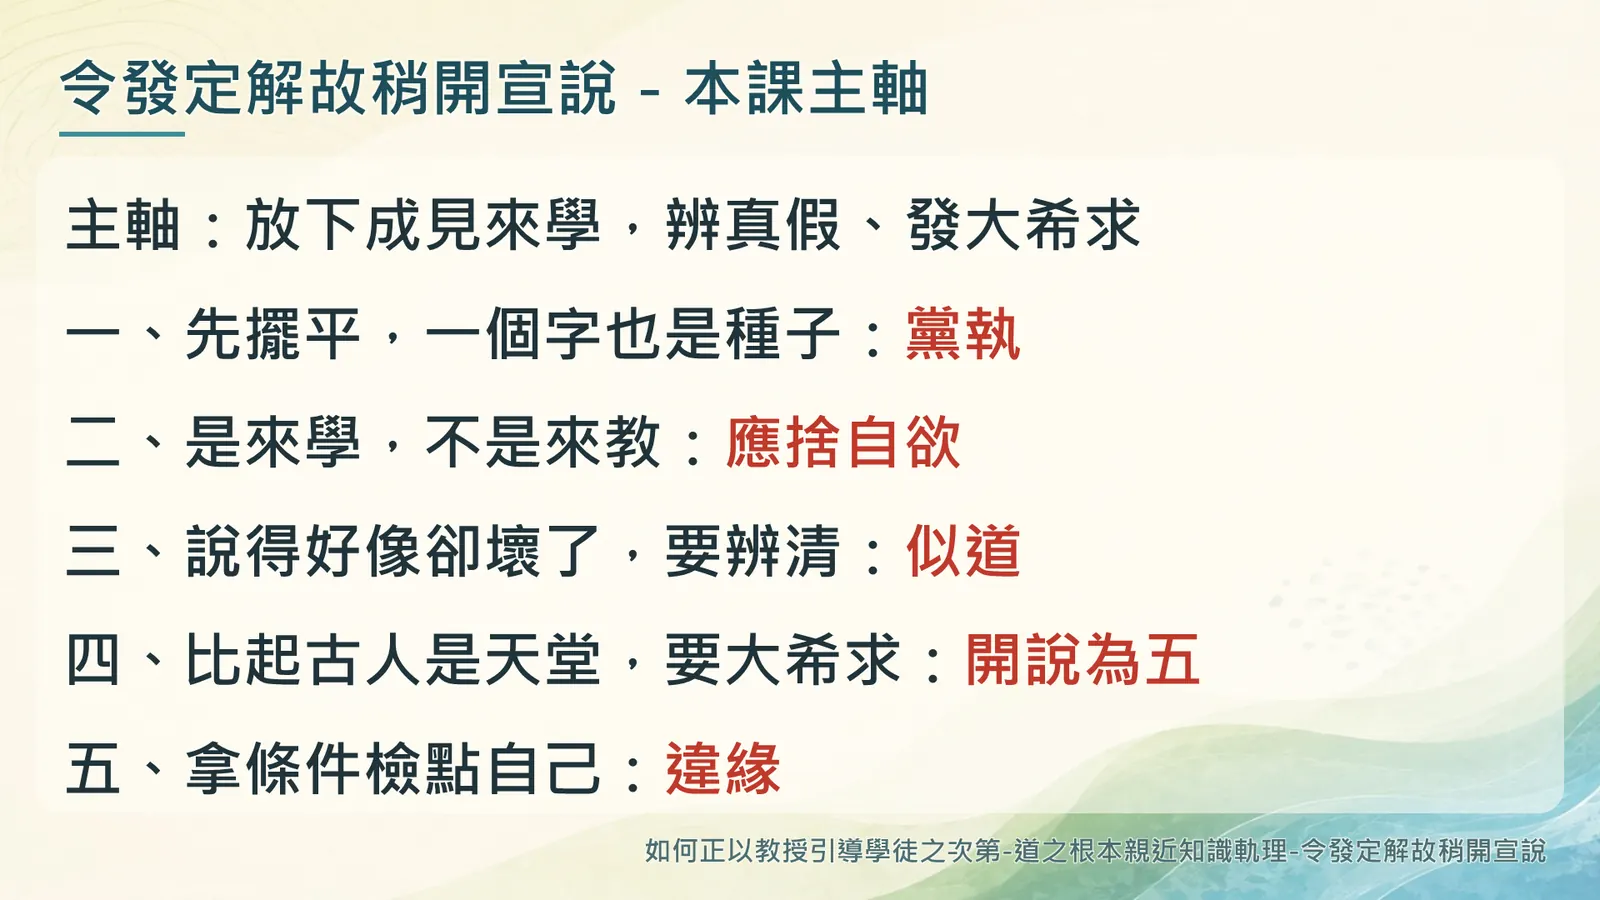 令發定解故稍開宣說 - 本課主軸
主軸：放下成見來學，辨真假、發大希求
一、先擺平，一個字也是種子：黨執
二、是來學，不是來教：應捨自欲
三、說得好像卻壞了，要辨清：似道
四、比起古人是天堂，要大希求：開說為五
五、拿條件檢點自己：違緣
如何正以教授引導學徒之次第-道之根本親近知識軌理-令發定解故稍開宣說